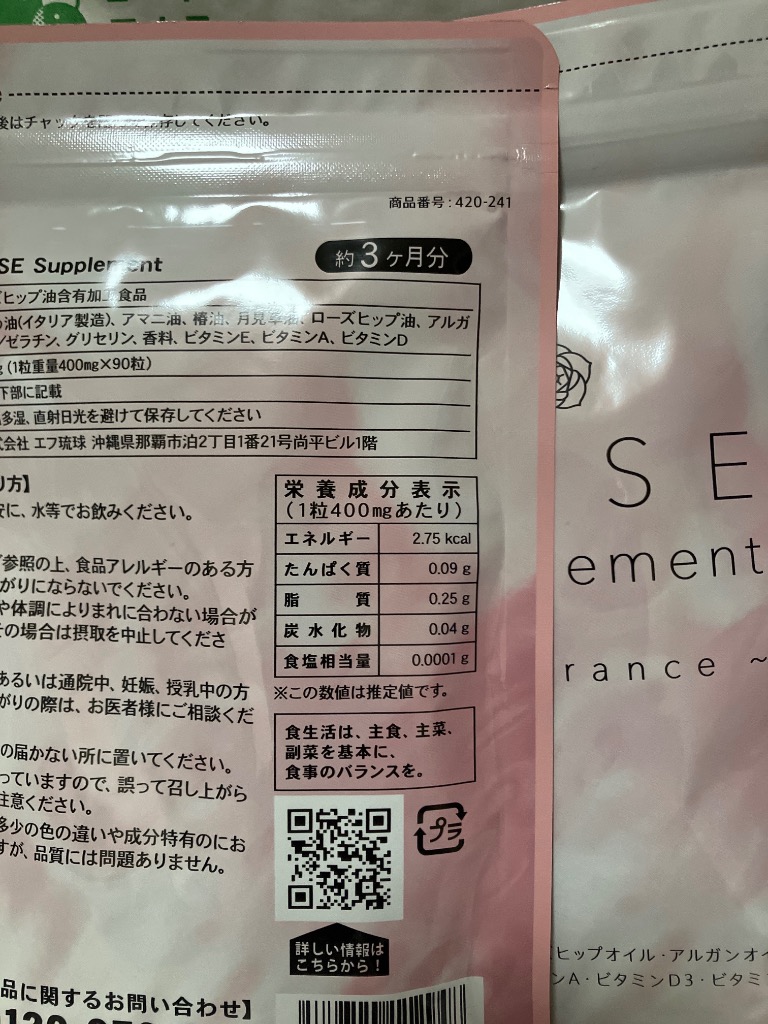 商品番号:420-241
SE Supplement
約3ヶ月分
ズヒップ油含有加工食品
油(イタリア製造)、アマニ油、椿油、月見草油、ローズヒップ油、アルガ
/ゼラチン、グリセリン、香料、ビタミンE、ビタミンA、ビタミンD
g(1粒重量400mg×90粒)
下部に記載
多湿、直射日光を避けて保存してください
式会社 エフ琉球 沖縄県那覇市泊2丁目1番21号尚平ビル1階
り方】
安に、水等でお飲みください。
ご参照の上、食品アレルギーのある方
がりにならないでください。
や体調によりまれに合わない場合が
その場合は摂取を中止してくださ
あるいは通院中、妊娠、授乳中の方
がりの際は、お医者様にご相談くだ
の届かない所に置いてください。
っていますので、誤って召し上がら
注意ください。
多少の色の違いや成分特有のにお
すが、品質には問題ありません。
栄養成分表示
(1粒400mgあたり)
エネルギー 2.75 kcal
たんぱく質 0.09 g
脂質 0.25 g
炭水化物 0.04 g
食塩相当量 0.0001 g
※この数値は推定値です。
食生活は、主食、主菜、
副菜を基本に、
食事のバランスを。
プラ
詳しい情報は
こちらから!
品に関するお問い合わせ】
SE
ement
rance ~
ヒップオイル・アルガンオイ
ンA・ビタミンD3・ビタミ